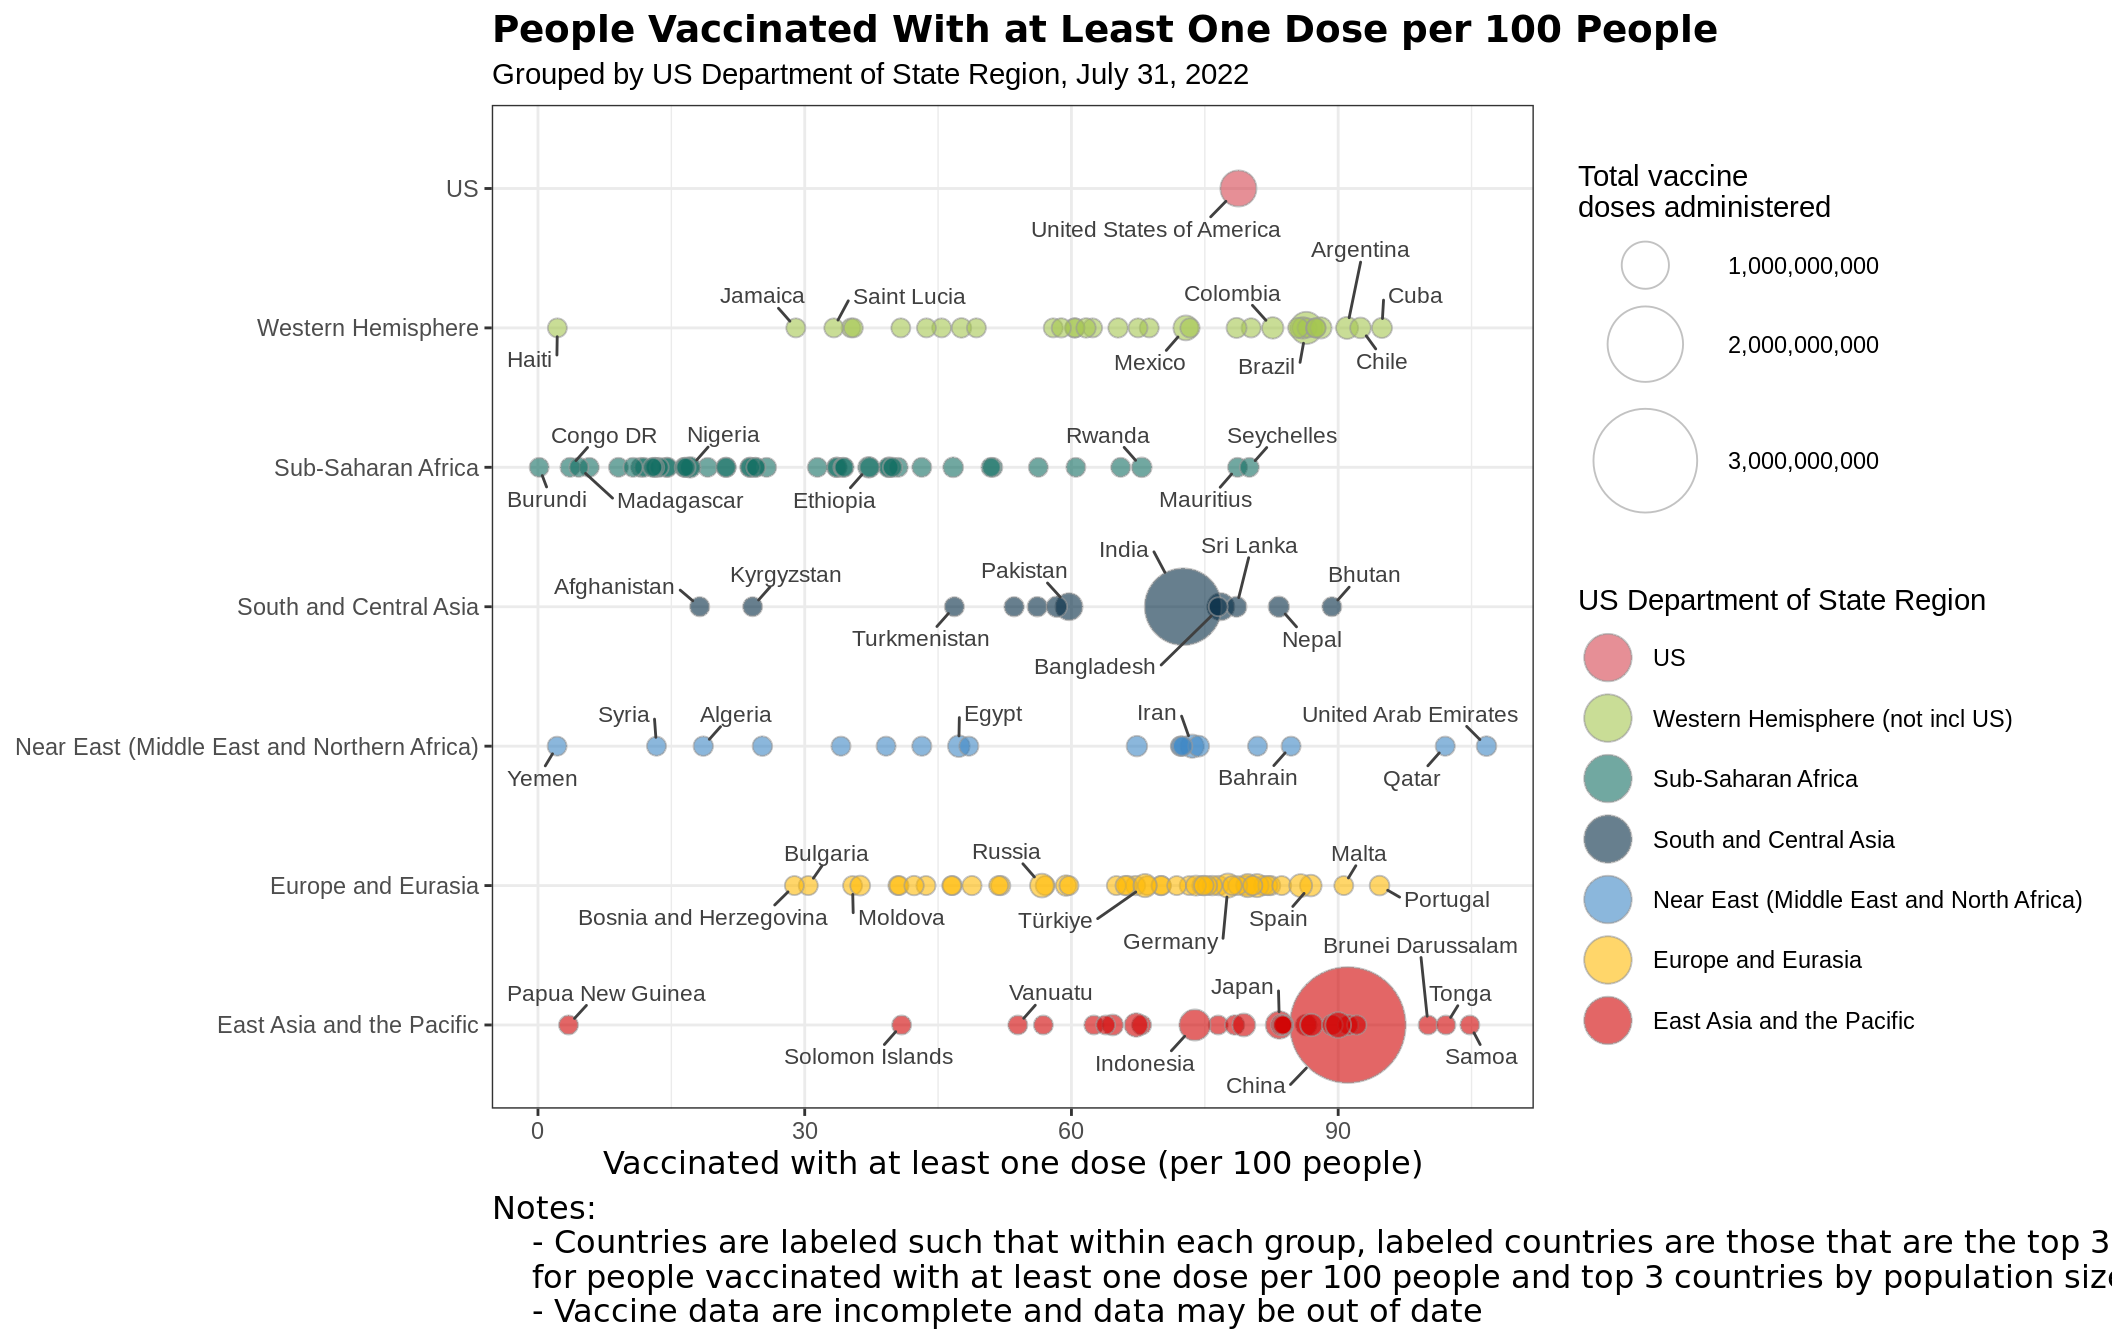 People Vaccinated With at Least One Dose per 100 People
Grouped by US Department of State Region, July 31, 2022
US
United States of America
Argentina
Jamaica
Saint Lucia
Colombia
Cuba
Western Hemisphere
Haiti
Mexico
Brazil
Chile
Congo DR
Nigeria
Rwanda
Seychelles
Sub-Saharan Africa
Burundi
Madagascar
Ethiopia
Mauritius
India
Sri Lanka
Pakistan
Bhutan
Kyrgyzstan
Afghanistan
South and Central Asia
Turkmenistan
Nepal
Bangladesh
Syria
Algeria
Egypt
Iran
United Arab Emirates
Near East (Middle East and Northern Africa)
Yemen
Bahrain
Qatar
Bulgaria
Russia
Malta
Europe and Eurasia
Portugal
Bosnia and Herzegovina
Moldova
Türkiye
Spain
Germany
Brunei Darussalam
Papua New Guinea
Vanuatu
Japan
Tonga
East Asia and the Pacific
Solomon Islands
Indonesia
Samoa
China
0
30
60
90
Vaccinated with at least one dose (per 100 people)
Total vaccine
doses administered
1,000,000,000
2,000,000,000
3,000,000,000
US Department of State Region
US
Western Hemisphere (not incl US)
Sub-Saharan Africa
South and Central Asia
Near East (Middle East and North Africa)
Europe and Eurasia
East Asia and the Pacific
Notes:
- Countries are labeled such that within each group, labeled countries are those that are the top 3
for people vaccinated with at least one dose per 100 people and top 3 countries by population
- Vaccine data are incomplete and data may be out of date